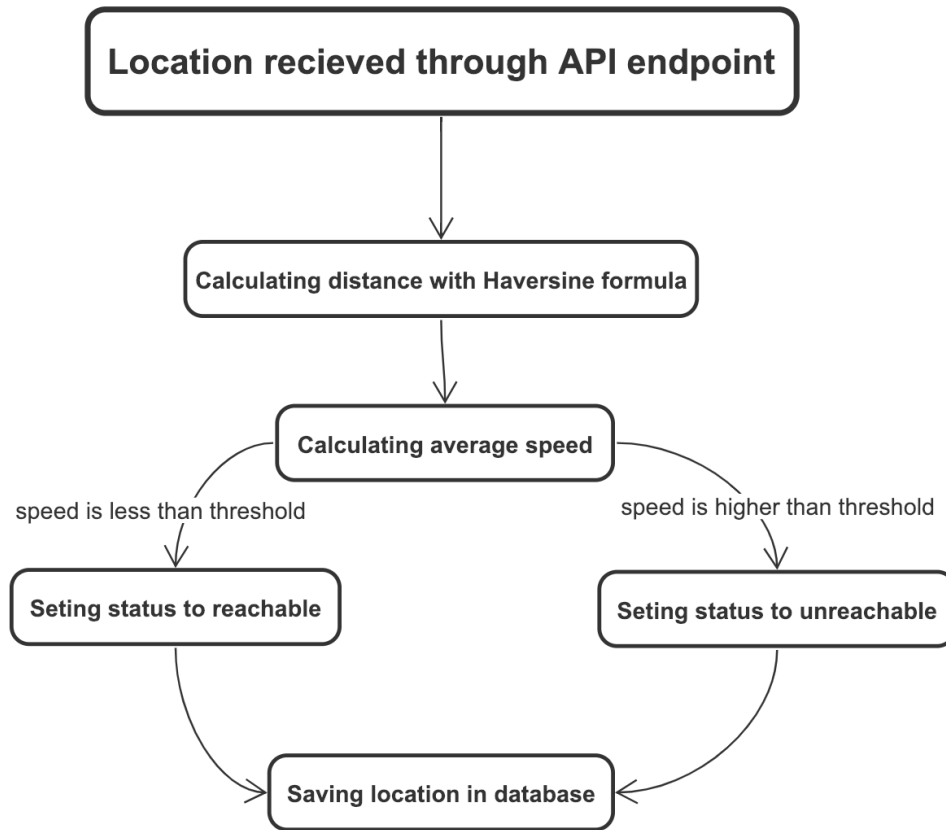 Location recieved through API endpoint
Calculating distance with Haversine formula
Calculating average speed
speed is less than threshold
speed is higher than threshold
Seting status to reachable
Seting status to unreachable
Saving location in database